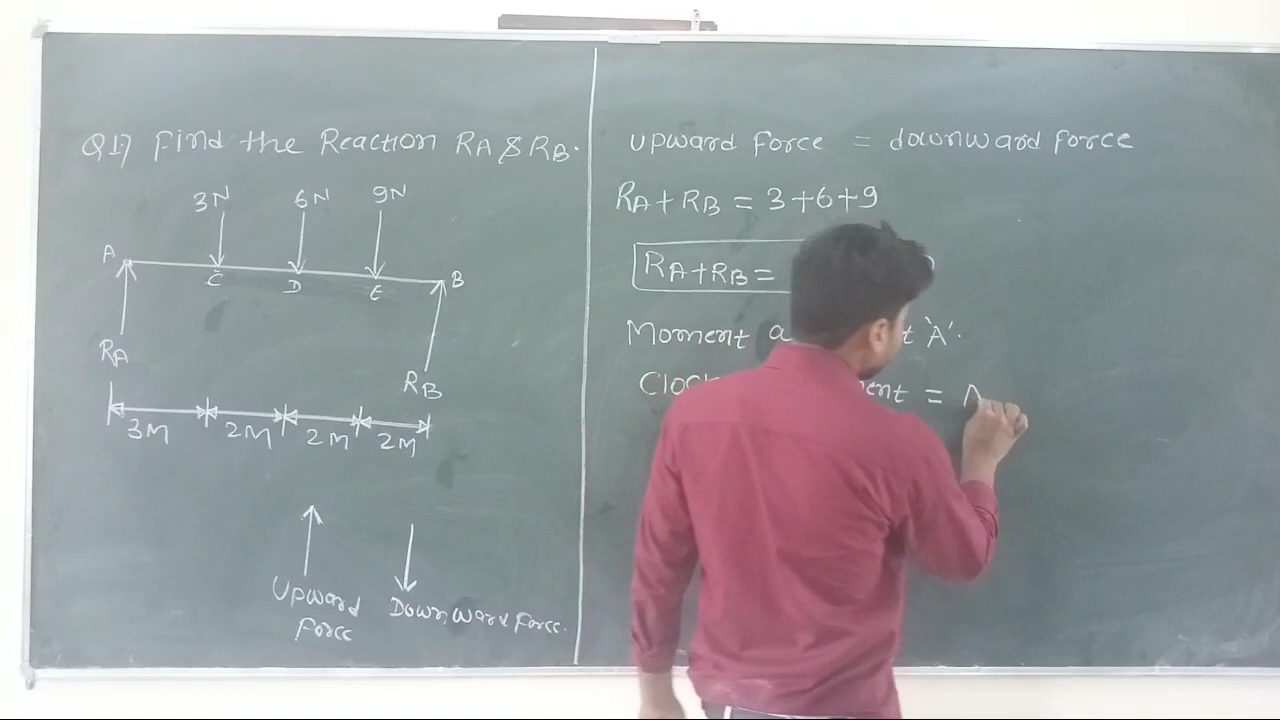 Q1) Find the Reaction RA & RB.
3N 6N 9N
A C D E B
RA RB
3M 2M 2M 2M
Upward Force
Downward Force.
upward Force = downward Force
RA + RB = 3+6+9
RA+RB =
Moment t 'A'.
Clock ent =